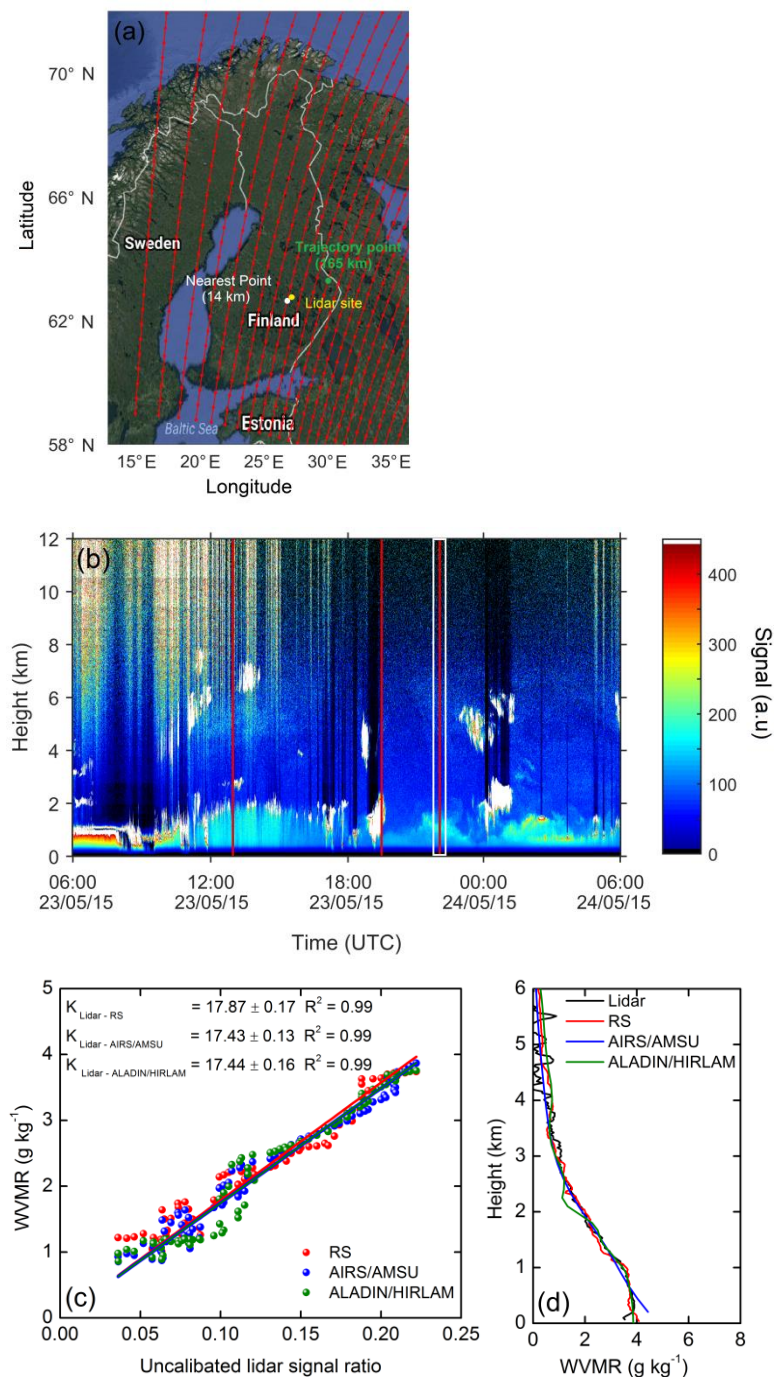 (a)
70° N
66° N
62° N
58° N
Latitude
Sweden
Trajectory point
(165 km)
Nearest Point
(14 km)
Lidar site
Finland
Estonia
Baltic Sea
15°E 20°E 25°E 30°E 35°E
Longitude
(b)
12
10
8
6
4
2
0
Height (km)
06:00 12:00 18:00 00:00 06:00
23/05/15 23/05/15 23/05/15 24/05/15 24/05/15
Time (UTC)
400
300
200
100
0
Signal (a.u)
K Lidar - RS = 17.87 ± 0.17 R² = 0.99
K Lidar - AIRS/AMSU = 17.43 ± 0.13 R² = 0.99
K Lidar - ALADIN/HIRLAM = 17.44 ± 0.16 R² = 0.99
5
4
3
2
1
0
WVMR (g kg⁻¹)
RS
AIRS/AMSU
ALADIN/HIRLAM
(c)
0.00 0.05 0.10 0.15 0.20 0.25
Uncalibated lidar signal ratio
Lidar
RS
AIRS/AMSU
ALADIN/HIRLAM
6
5
4
3
2
1
0
Height (km)
(d)
0 2 4 6 8
WVMR (g kg⁻¹)